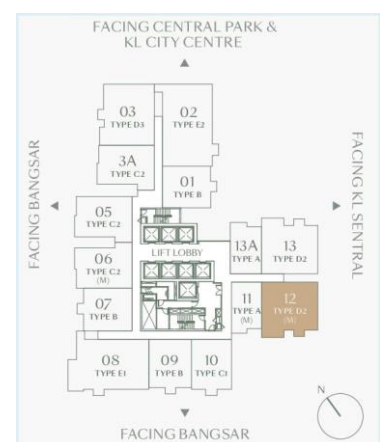 FACING CENTRAL PARK &
KL CITY CENTRE
03
TYPE D3
02
TYPE E2
3A
TYPE C2
01
TYPE B
FACING BANGSAR
FACING KL SENTRAL
05
TYPE C2
LIFT LOBBY
13A
TYPE A
13
TYPE D2
06
TYPE C2
(M)
07
TYPE B
11
TYPE A
(M)
12
TYPE D2
(M)
08
TYPE E1
09
TYPE B
10
TYPE C3
N
FACING BANGSAR